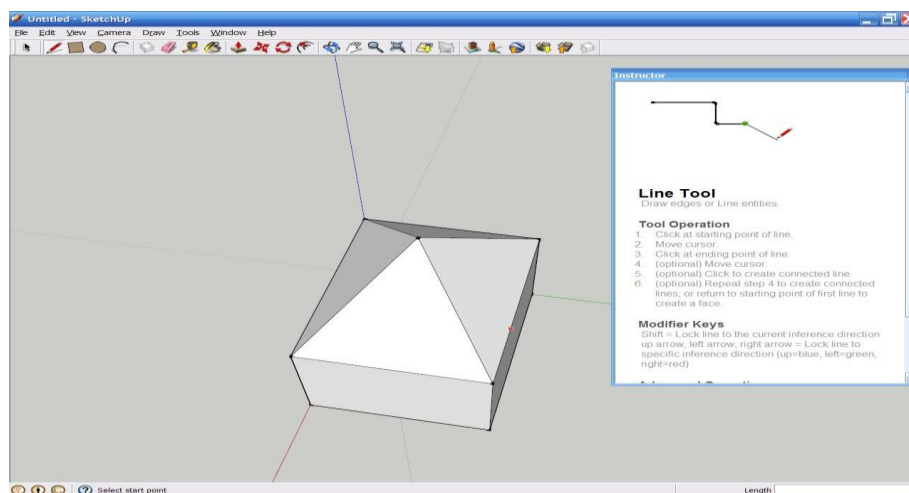 Untitled - SketchUp
File Edit View Camera Draw Tools Window Help
Instructor
Line Tool
Draw edges or Line entities.
Tool Operation
1. Click at starting point of line.
2. Move cursor.
3. Click at ending point of line.
4. (optional) Move cursor.
5. (optional) Click to create connected line.
6. (optional) Repeat step 4 to create connected
lines, or return to starting point of first line to
create a face.
Modifier Keys
Shift = Lock line to the current inference direction
up arrow, left arrow, right arrow = Lock line to
specific inference direction (up=blue, left=green,
right=red)
Select start point
Length